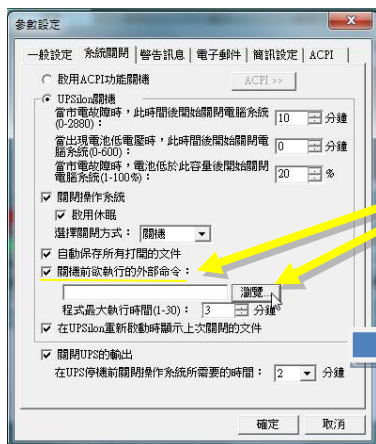 參數設定
一般設定 系統關閉 警告訊息 電子郵件 簡訊設定 ACPI
啟用ACPI功能關機 ACPI >>
UPSilon關機
當市電故障時，此時間後開始關閉電腦系統
(0-2880)： 10 分鐘
當出現電池低電壓時，此時間後開始關閉電
腦系統(0-600)： 0 分鐘
當市電故障時，電池低於此容量後開始關閉
電腦系統(1-100%)： 20 %
關閉操作系統
啟用休眠
選擇關閉方式： 關機
自動保存所有打開的文件
關機前欲執行的外部命令：
瀏覽...
程式最大執行時間(1-30)： 3 分鐘
在UPSilon重新啟動時顯示上次關閉的文件
關閉UPS的輸出
在UPS停機前關閉操作系統所需要的時間： 2 分鐘
確定 取消